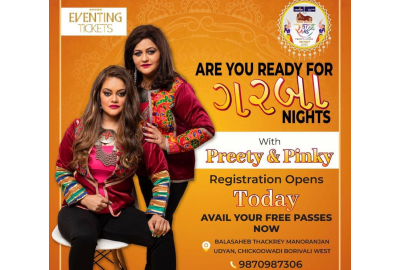 EVENTING
TICKETS
ARE YOU READY FOR
ગરબા
NIGHTS
With
Preety & Pinky
Registration Opens
Today
AVAIL YOUR FREE PASSES
NOW
BALASAHEB THACKREY MANORANJAN
UDYAN, CHICKOOWADI BORIVALI WEST
9870987306